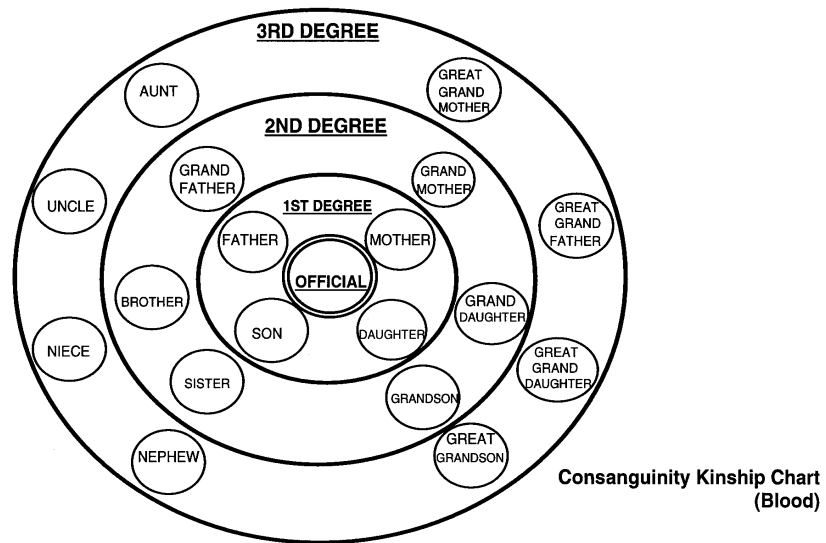 3RD DEGREE
AUNT
GREAT
GRAND
MOTHER
2ND DEGREE
GRAND
FATHER
GRAND
MOTHER
UNCLE
1ST DEGREE
GREAT
GRAND
FATHER
FATHER
MOTHER
OFFICIAL
BROTHER
GRAND
DAUGHTER
SON
DAUGHTER
NIECE
GREAT
GRAND
DAUGHTER
SISTER
GRANDSON
GREAT
GRANDSON
NEPHEW
Consanguinity Kinship Chart
(Blood)